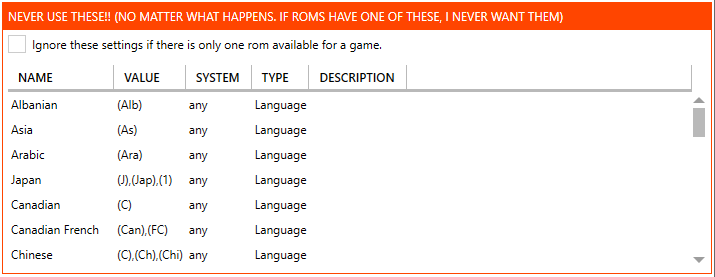 NEVER USE THESE!! (NO MATTER WHAT HAPPENS. IF ROMS HAVE ONE OF THESE, I NEVER WANT THEM)
Ignore these settings if there is only one rom available for a game.
NAME VALUE SYSTEM TYPE DESCRIPTION
Albanian (Alb) any Language
Asia (As) any Language
Arabic (Ara) any Language
Japan (J),(Jap),(1) any Language
Canadian (C) any Language
Canadian French (Can),(FC) any Language
Chinese (C),(Ch),(Chi) any Language